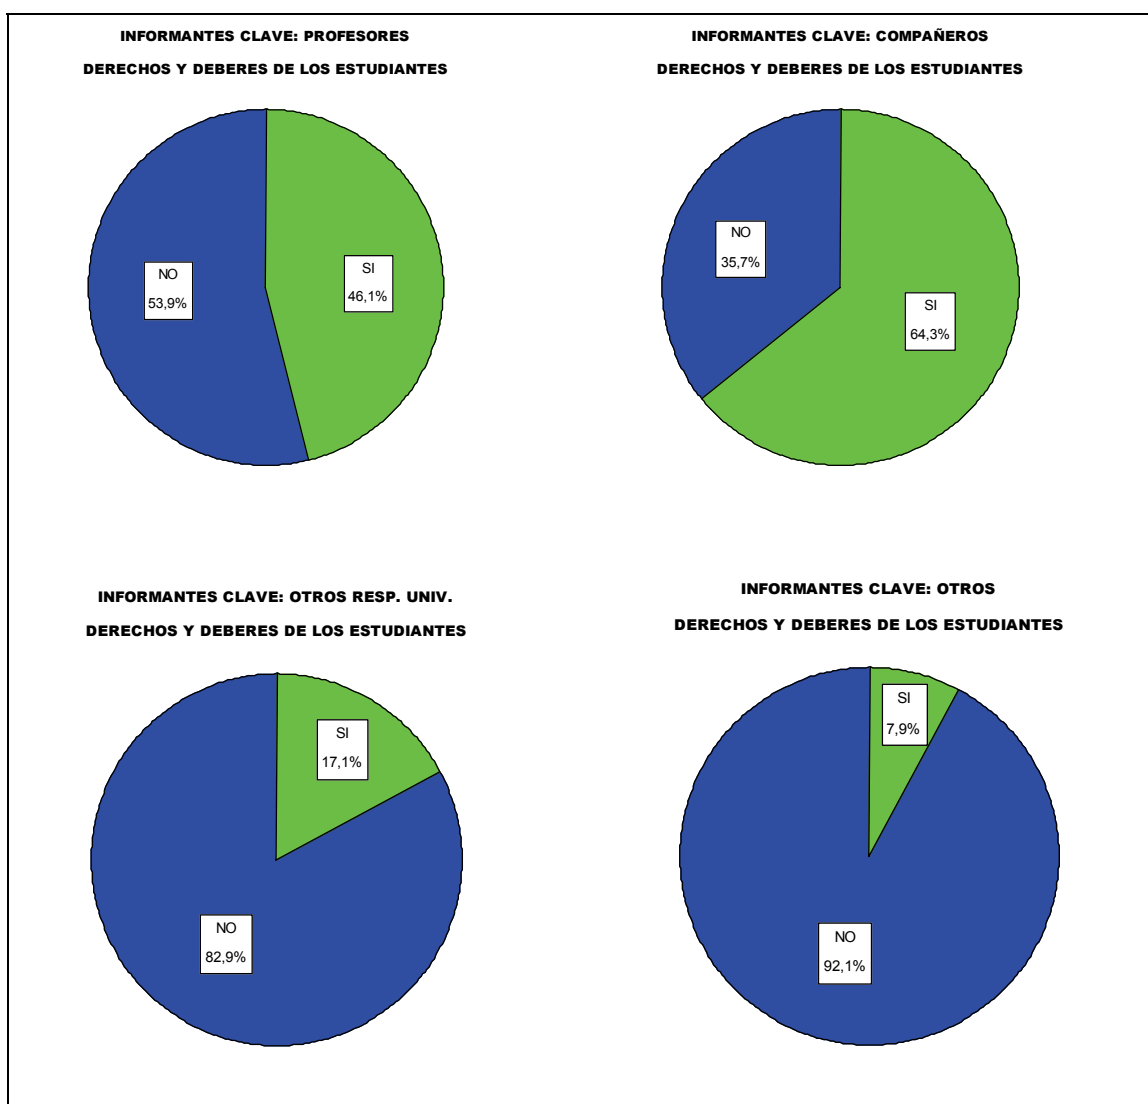 INFORMANTES CLAVE: PROFESORES
DERECHOS Y DEBERES DE LOS ESTUDIANTES
NO
53,9%
SI
46,1%
INFORMANTES CLAVE: COMPAÑEROS
DERECHOS Y DEBERES DE LOS ESTUDIANTES
NO
35,7%
SI
64,3%
INFORMANTES CLAVE: OTROS RESP. UNIV.
DERECHOS Y DEBERES DE LOS ESTUDIANTES
SI
17,1%
NO
82,9%
INFORMANTES CLAVE: OTROS
DERECHOS Y DEBERES DE LOS ESTUDIANTES
SI
7,9%
NO
92,1%